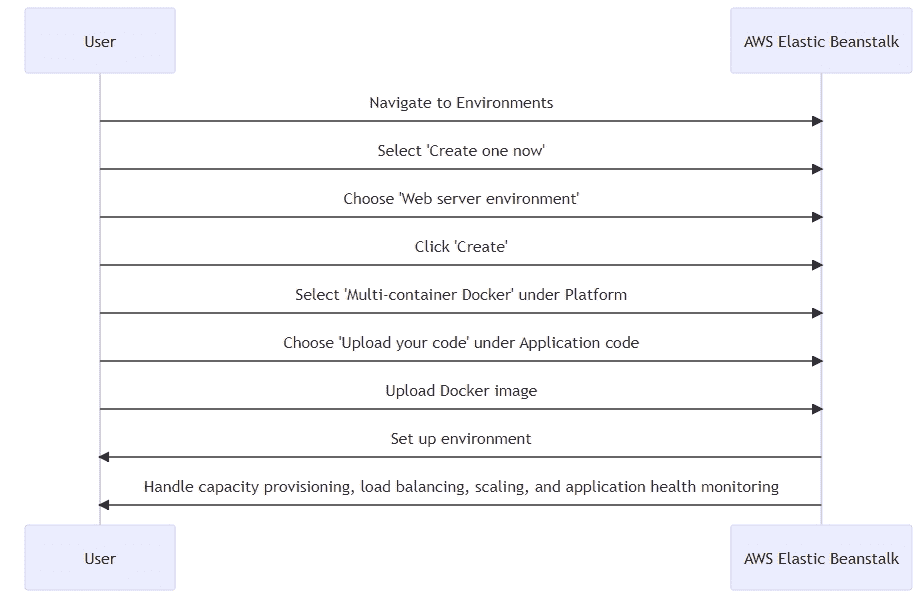 User
AWS Elastic Beanstalk
Navigate to Environments
Select 'Create one now'
Choose 'Web server environment'
Click 'Create'
Select 'Multi-container Docker' under Platform
Choose 'Upload your code' under Application code
Upload Docker image
Set up environment
Handle capacity provisioning, load balancing, scaling, and application health monitoring
User
AWS Elastic Beanstalk